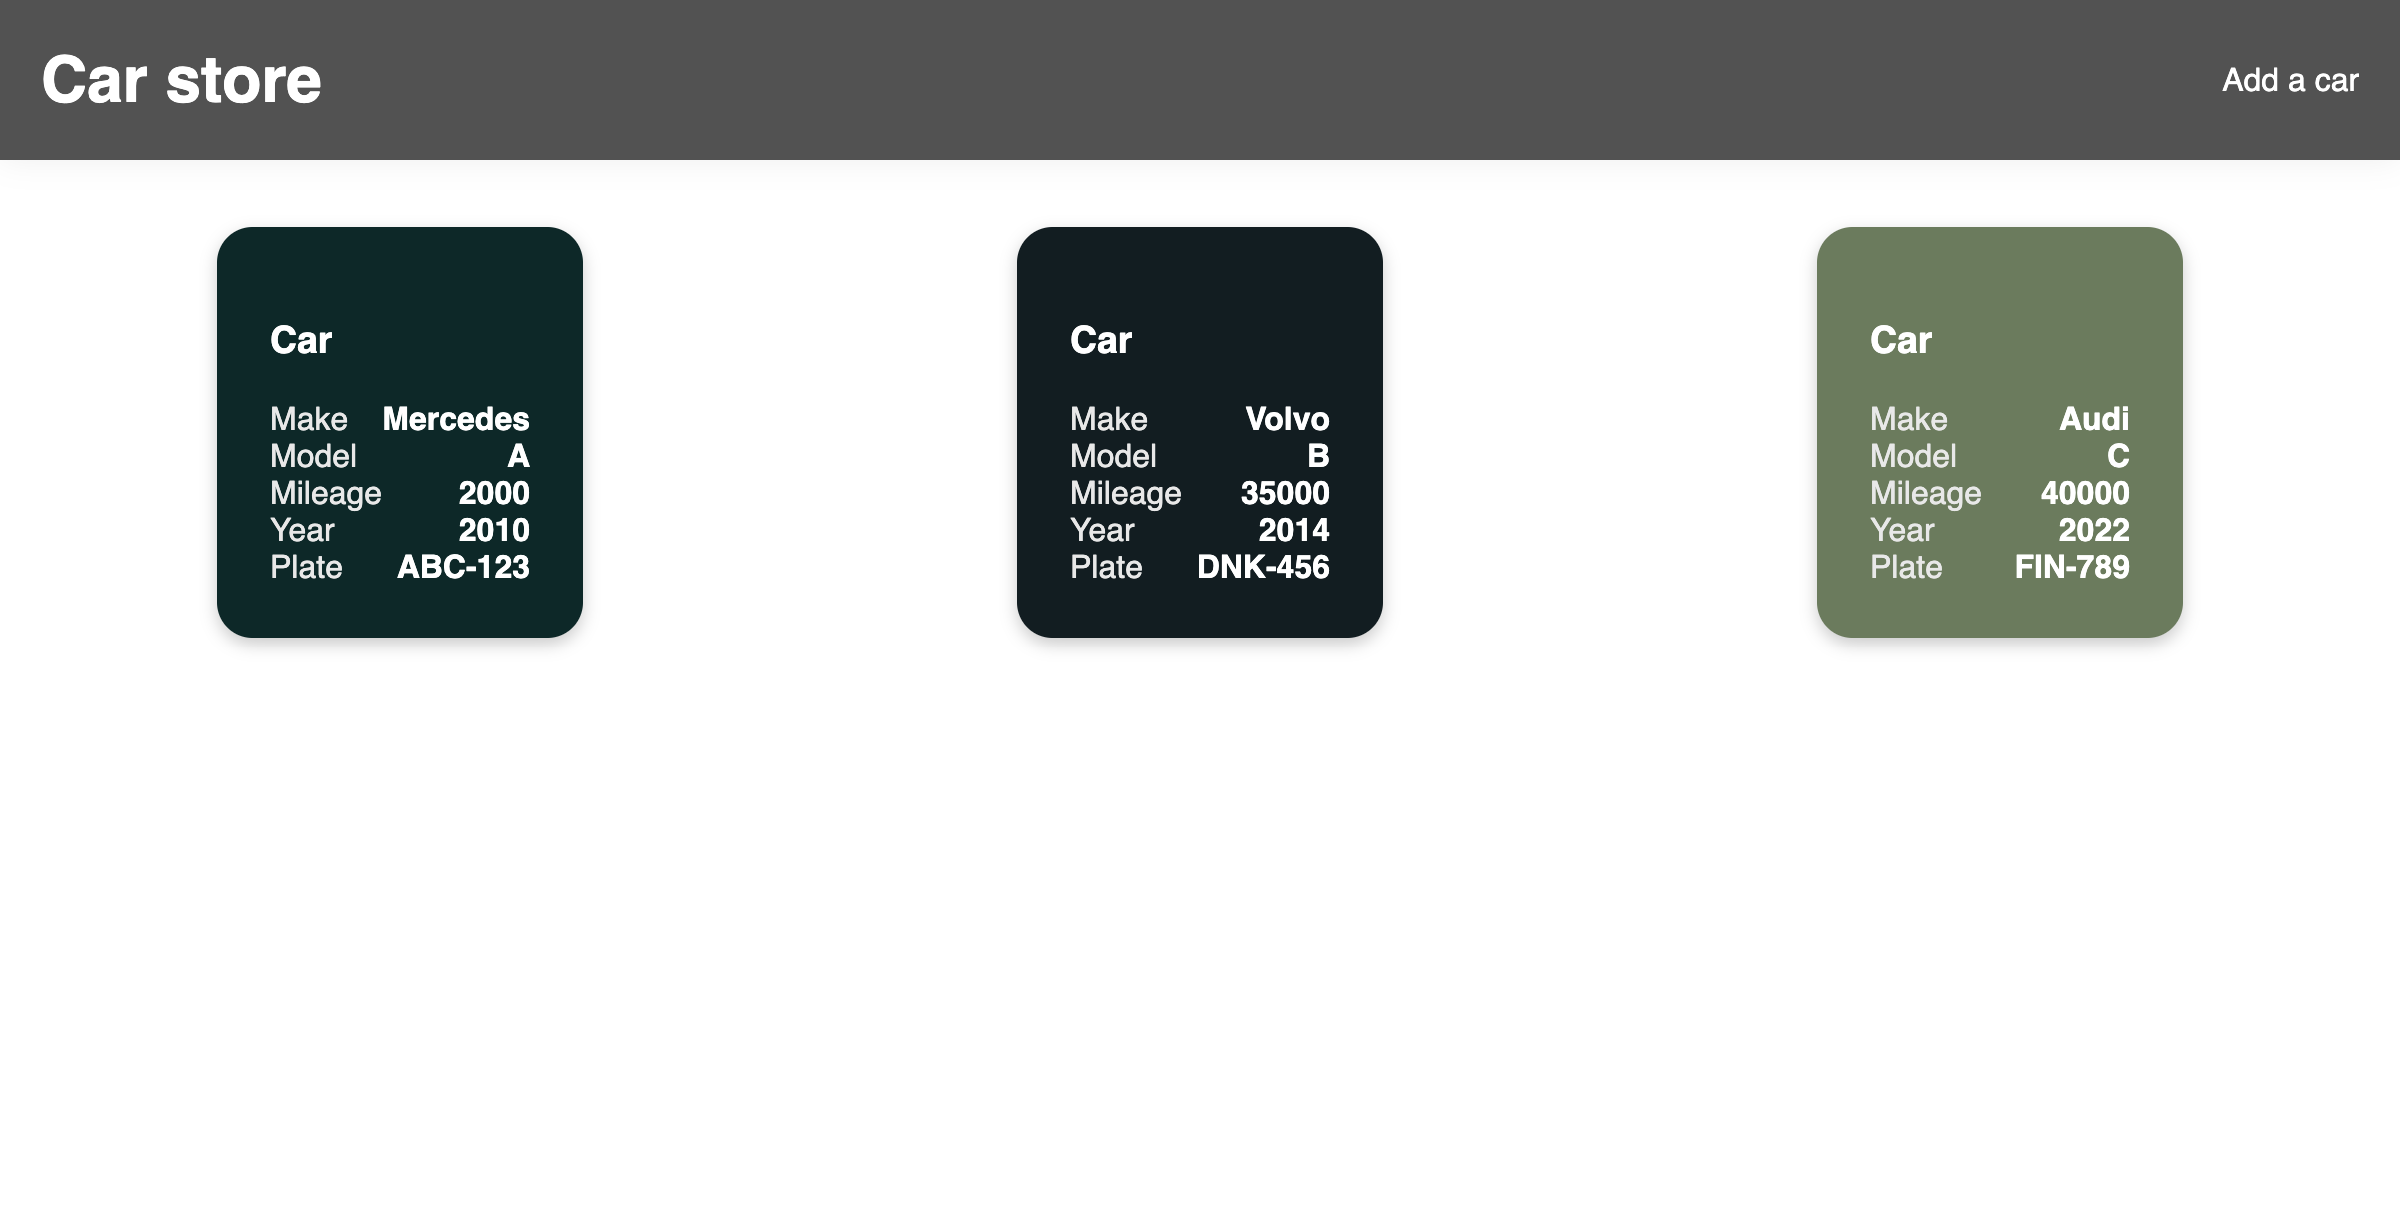 Car store
Add a car
Car
Make Mercedes
Model A
Mileage 2000
Year 2010
Plate ABC-123
Car
Make Volvo
Model B
Mileage 35000
Year 2014
Plate DNK-456
Car
Make Audi
Model C
Mileage 40000
Year 2022
Plate FIN-789